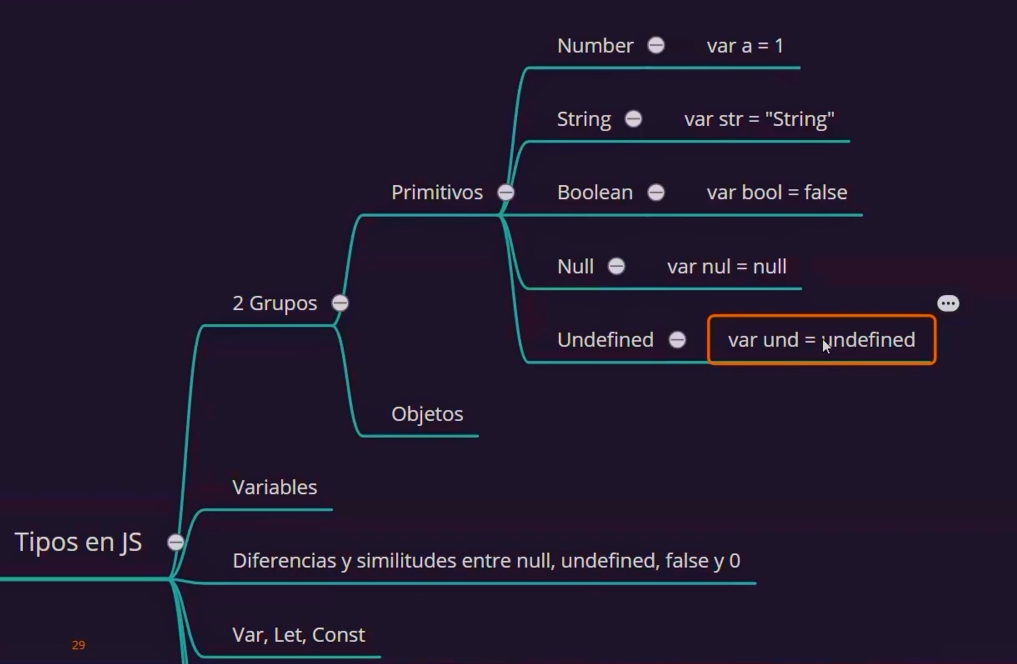 Number
var a = 1
String
var str = "String"
Primitivos
Boolean
var bool = false
Null
var nul = null
2 Grupos
Undefined
var und = undefined
Objetos
Variables
Tipos en JS
Diferencias y similitudes entre null, undefined, false y 0
Var, Let, Const
29